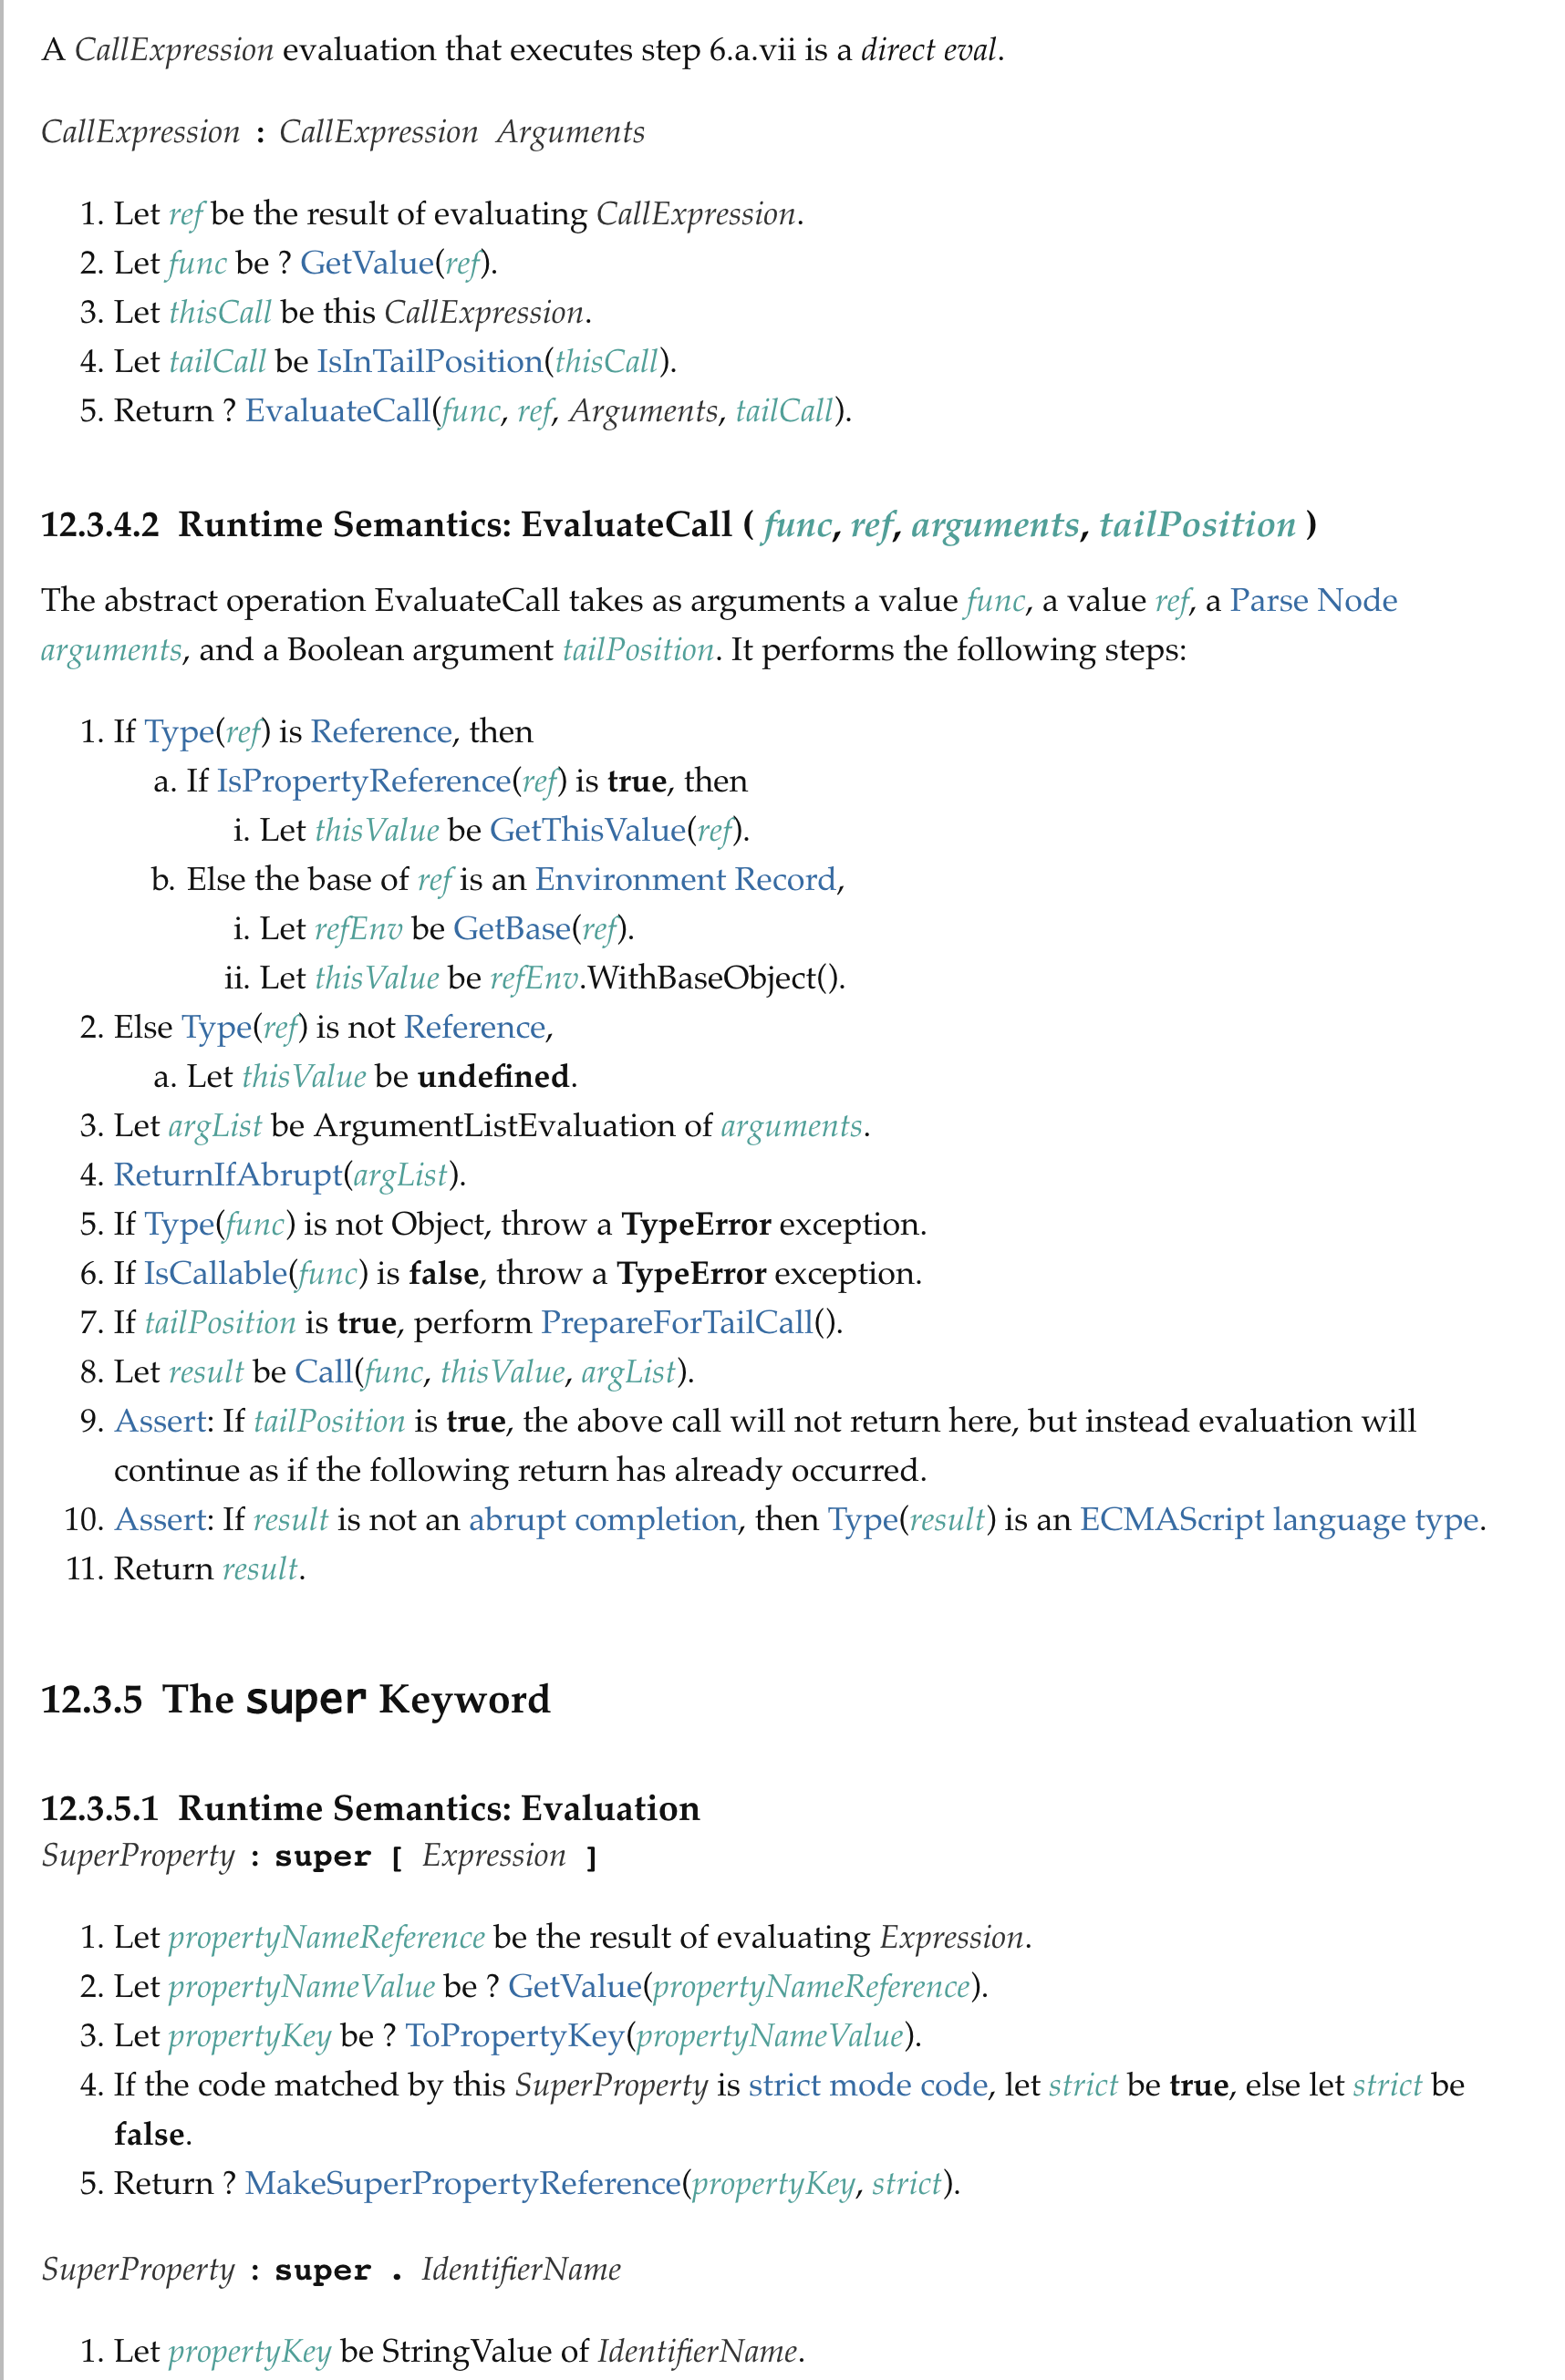 A CallExpression evaluation that executes step 6.a.vii is a direct eval.
CallExpression : CallExpression Arguments
1. Let ref be the result of evaluating CallExpression.
2. Let func be ? GetValue(ref).
3. Let thisCall be this CallExpression.
4. Let tailCall be IsInTailPosition(thisCall).
5. Return ? EvaluateCall(func, ref, Arguments, tailCall).
12.3.4.2 Runtime Semantics: EvaluateCall ( func, ref, arguments, tailPosition )
The abstract operation EvaluateCall takes as arguments a value func, a value ref, a Parse Node
arguments, and a Boolean argument tailPosition. It performs the following steps:
1. If Type(ref) is Reference, then
a. If IsPropertyReference(ref) is true, then
i. Let thisValue be GetThisValue(ref).
b. Else the base of ref is an Environment Record,
i. Let refEnv be GetBase(ref).
ii. Let thisValue be refEnv.WithBaseObject().
2. Else Type(ref) is not Reference,
a. Let thisValue be undefined.
3. Let argList be ArgumentListEvaluation of arguments.
4. ReturnIfAbrupt(argList).
5. If Type(func) is not Object, throw a TypeError exception.
6. If IsCallable(func) is false, throw a TypeError exception.
7. If tailPosition is true, perform PrepareForTailCall().
8. Let result be Call(func, thisValue, argList).
9. Assert: If tailPosition is true, the above call will not return here, but instead evaluation will
continue as if the following return has already occurred.
10. Assert: If result is not an abrupt completion, then Type(result) is an ECMAScript language type.
11. Return result.
12.3.5 The super Keyword
12.3.5.1 Runtime Semantics: Evaluation
SuperProperty : super [ Expression ]
1. Let propertyNameReference be the result of evaluating Expression.
2. Let propertyNameValue be ? GetValue(propertyNameReference).
3. Let propertyKey be ? ToPropertyKey(propertyNameValue).
4. If the code matched by this SuperProperty is strict mode code, let strict be true, else let strict be
false.
5. Return ? MakeSuperPropertyReference(propertyKey, strict).
SuperProperty : super . IdentifierName
1. Let propertyKey be StringValue of IdentifierName.